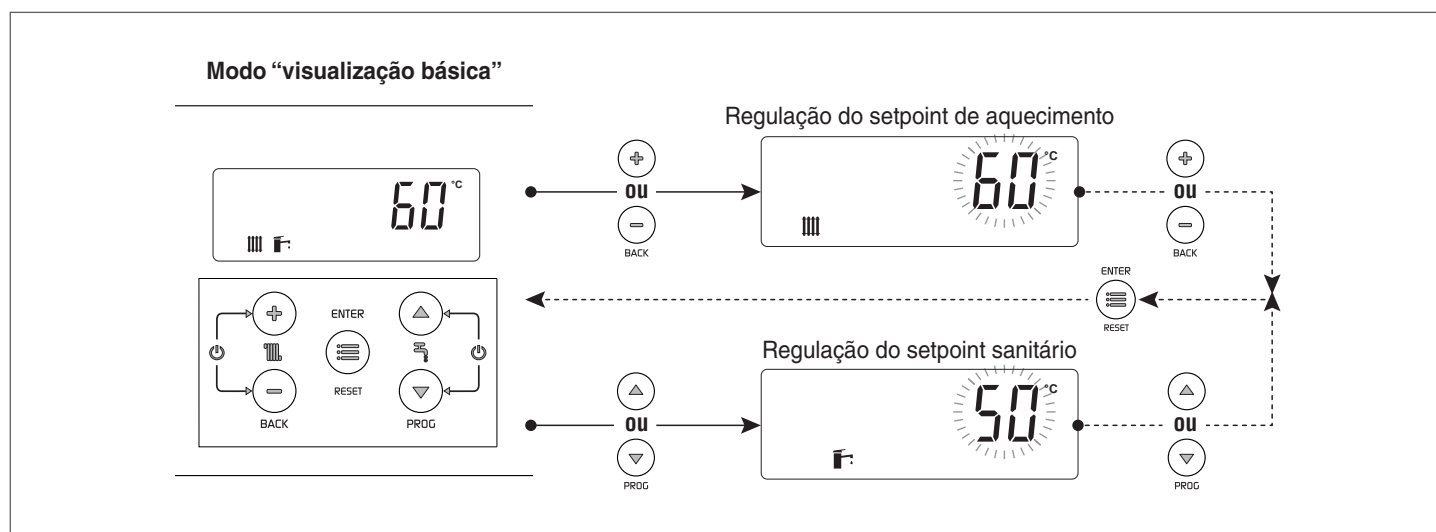 Modo “visualização básica”
60 °C
ENTER
RESET
BACK
PROG
ou
BACK
Regulação do setpoint de aquecimento
60 °C
ou
BACK
ENTER
RESET
ou
PROG
Regulação do setpoint sanitário
50 °C
ou
PROG